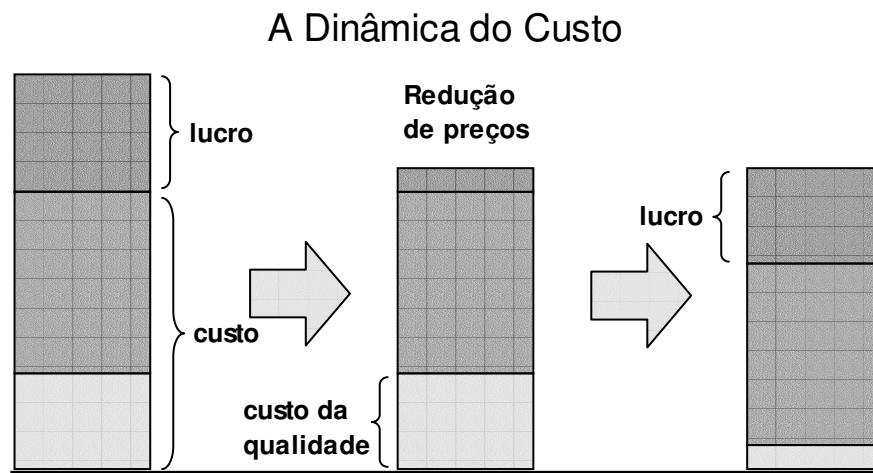 A Dinâmica do Custo
lucro
custo
Redução
de preços
custo da
qualidade
lucro